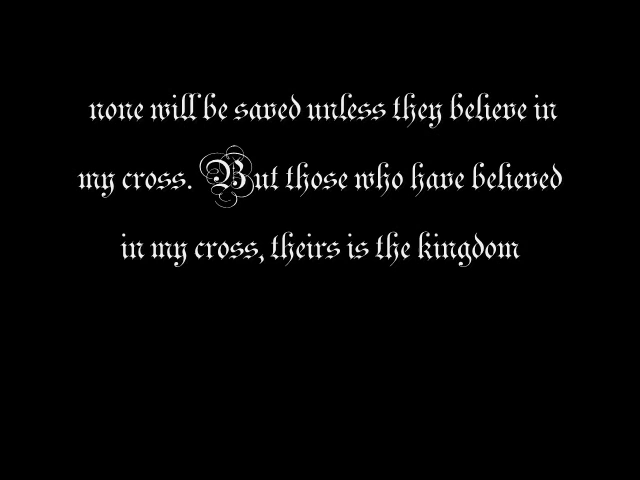 none will be saved unless they believe in
my cross. But those who have believed
in my cross, theirs is the kingdom